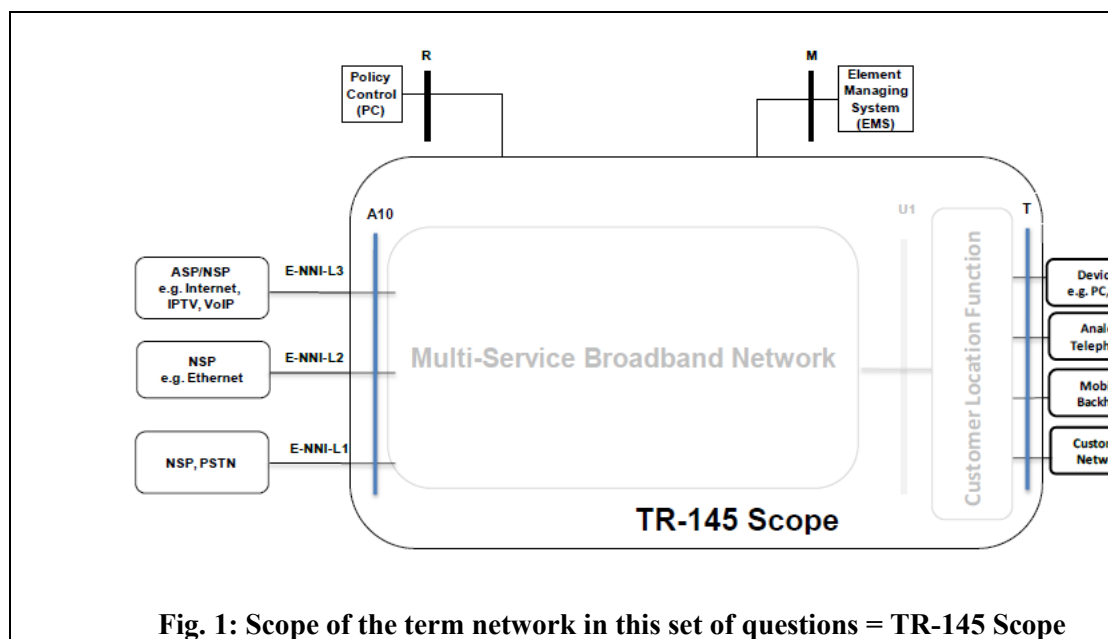 R
Policy
Control
(PC)
M
Element
Managing
System
(EMS)
A10
U1
T
ASP/NSP
e.g. Internet,
IPTV, VoIP
E-NNI-L3
NSP
e.g. Ethernet
E-NNI-L2
NSP, PSTN
E-NNI-L1
Multi-Service Broadband Network
Customer Location Function
e.g. PC,
TR-145 Scope
Fig. 1: Scope of the term network in this set of questions = TR-145 Scope